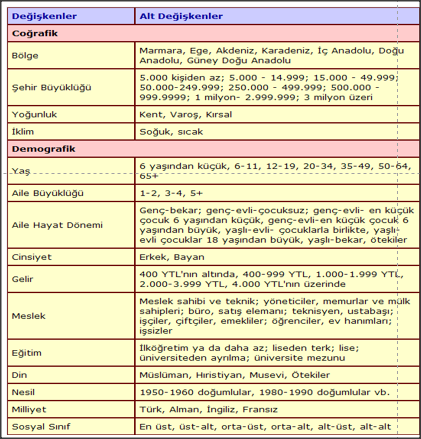 Değişkenler Alt Değişkenler
Coğrafik
Bölge Marmara, Ege, Akdeniz, Karadeniz, İç Anadolu, Doğu
Anadolu, Güney Doğu Anadolu
Şehir Büyüklüğü 5.000 kişiden az; 5.000 - 14.999; 15.000 - 49.999;
50.000-249.999; 250.000 - 499.999; 500.000 -
999.9999; 1 milyon- 2.999.999; 3 milyon üzeri
Yoğunluk Kent, Varoş, Kırsal
İklim Soğuk, sıcak
Demografik
Yaş 6 yaşından küçük, 6-11, 12-19, 20-34, 35-49, 50-64,
65+
Aile Büyüklüğü 1-2, 3-4, 5+
Aile Hayat Dönemi Genç-bekar; genç-evli-çocuksuz; genç-evli- en küçük
çocuk 6 yaşından küçük, genç-evli-en küçük çocuk 6
yaşından büyük, yaşlı-evli- çocuklarla birlikte, yaşlı-
evli çocuklar 18 yaşından büyük, yaşlı-bekar, ötekiler
Cinsiyet Erkek, Bayan
Gelir 400 YTL'nın altında, 400-999 YTL, 1.000-1.999 YTL,
2.000-3.999 YTL, 4.000 YTL'nın üzerinde
Meslek Meslek sahibi ve teknik; yöneticiler, memurlar ve mülk
sahipleri; büro, satış elemanı; teknisyen, ustabaşı;
işçiler, çiftçiler, emekliler; öğrenciler, ev hanımları;
işsizler
Eğitim İlköğretim ya da daha az; liseden terk; lise;
üniversiteden ayrılma; üniversite mezunu
Din Müslüman, Hıristiyan, Musevi, Ötekiler
Nesil 1950-1960 doğumlular, 1980-1990 doğumlular vb.
Milliyet Türk, Alman, İngiliz, Fransız
Sosyal Sınıf En üst, üst-alt, orta-üst, orta-alt, alt-üst, alt-alt